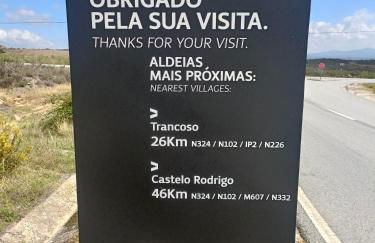 OBRIGADO
PELA SUA VISITA.
THANKS FOR YOUR VISIT.
ALDEIAS
MAIS PRÓXIMAS:
NEAREST VILLAGES:
>
Trancoso
26Km N324 / N102 / IP2 / N226
>
Castelo Rodrigo
46Km N324 / N102 / M607 / N332